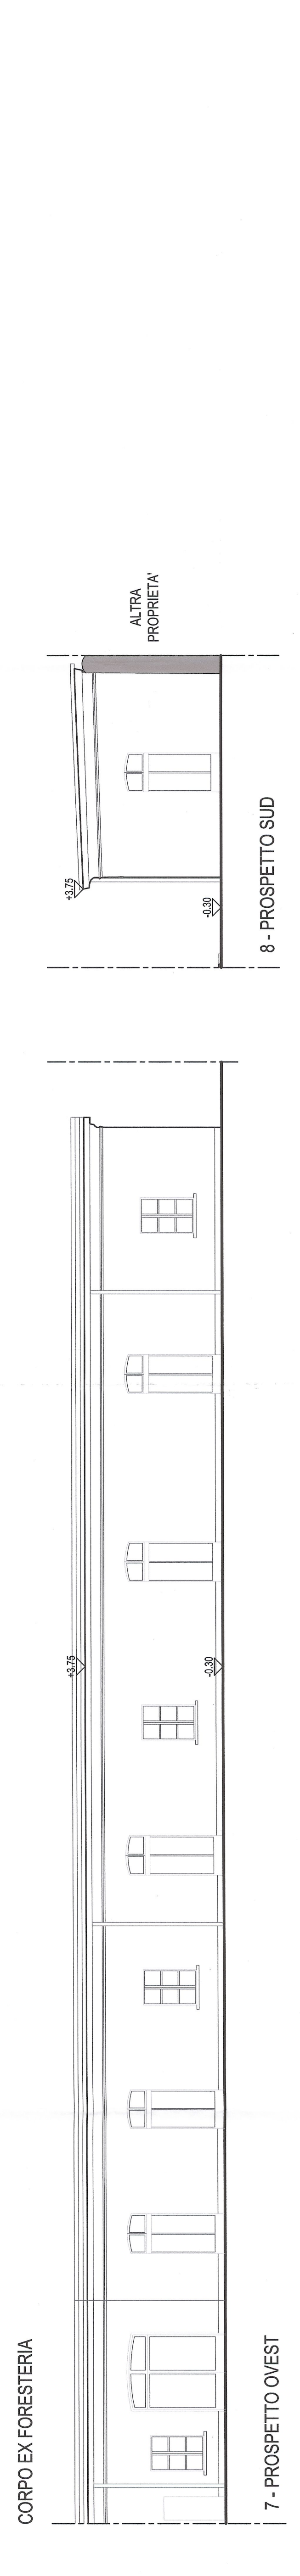 CORPO EX FORESTERIA
+3.75
-0.30
7 - PROSPETTO OVEST
+3.75
-0.30
ALTRA
PROPRIETA'
8 - PROSPETTO SUD